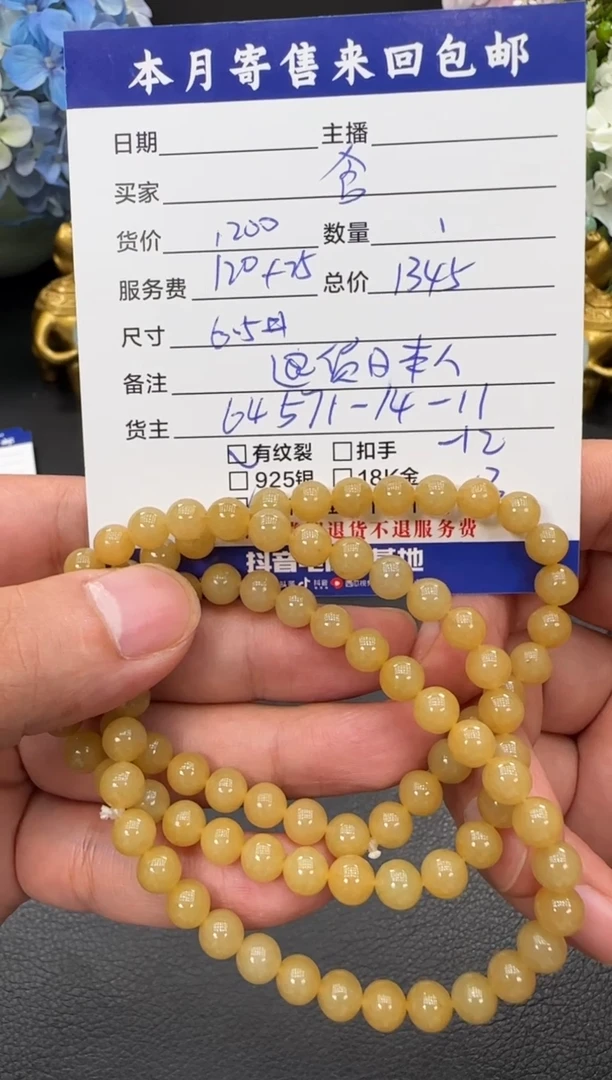 本月寄售来回包邮
日期 主播
买家 舍
货价 1200 数量 1
服务费 120+25 总价 1345
尺寸 6.5
备注 退货日本人
货主 64571-14-11
-12
有纹裂 扣手
925银 18K金
退货不退服务费
抖音 基地
抖音